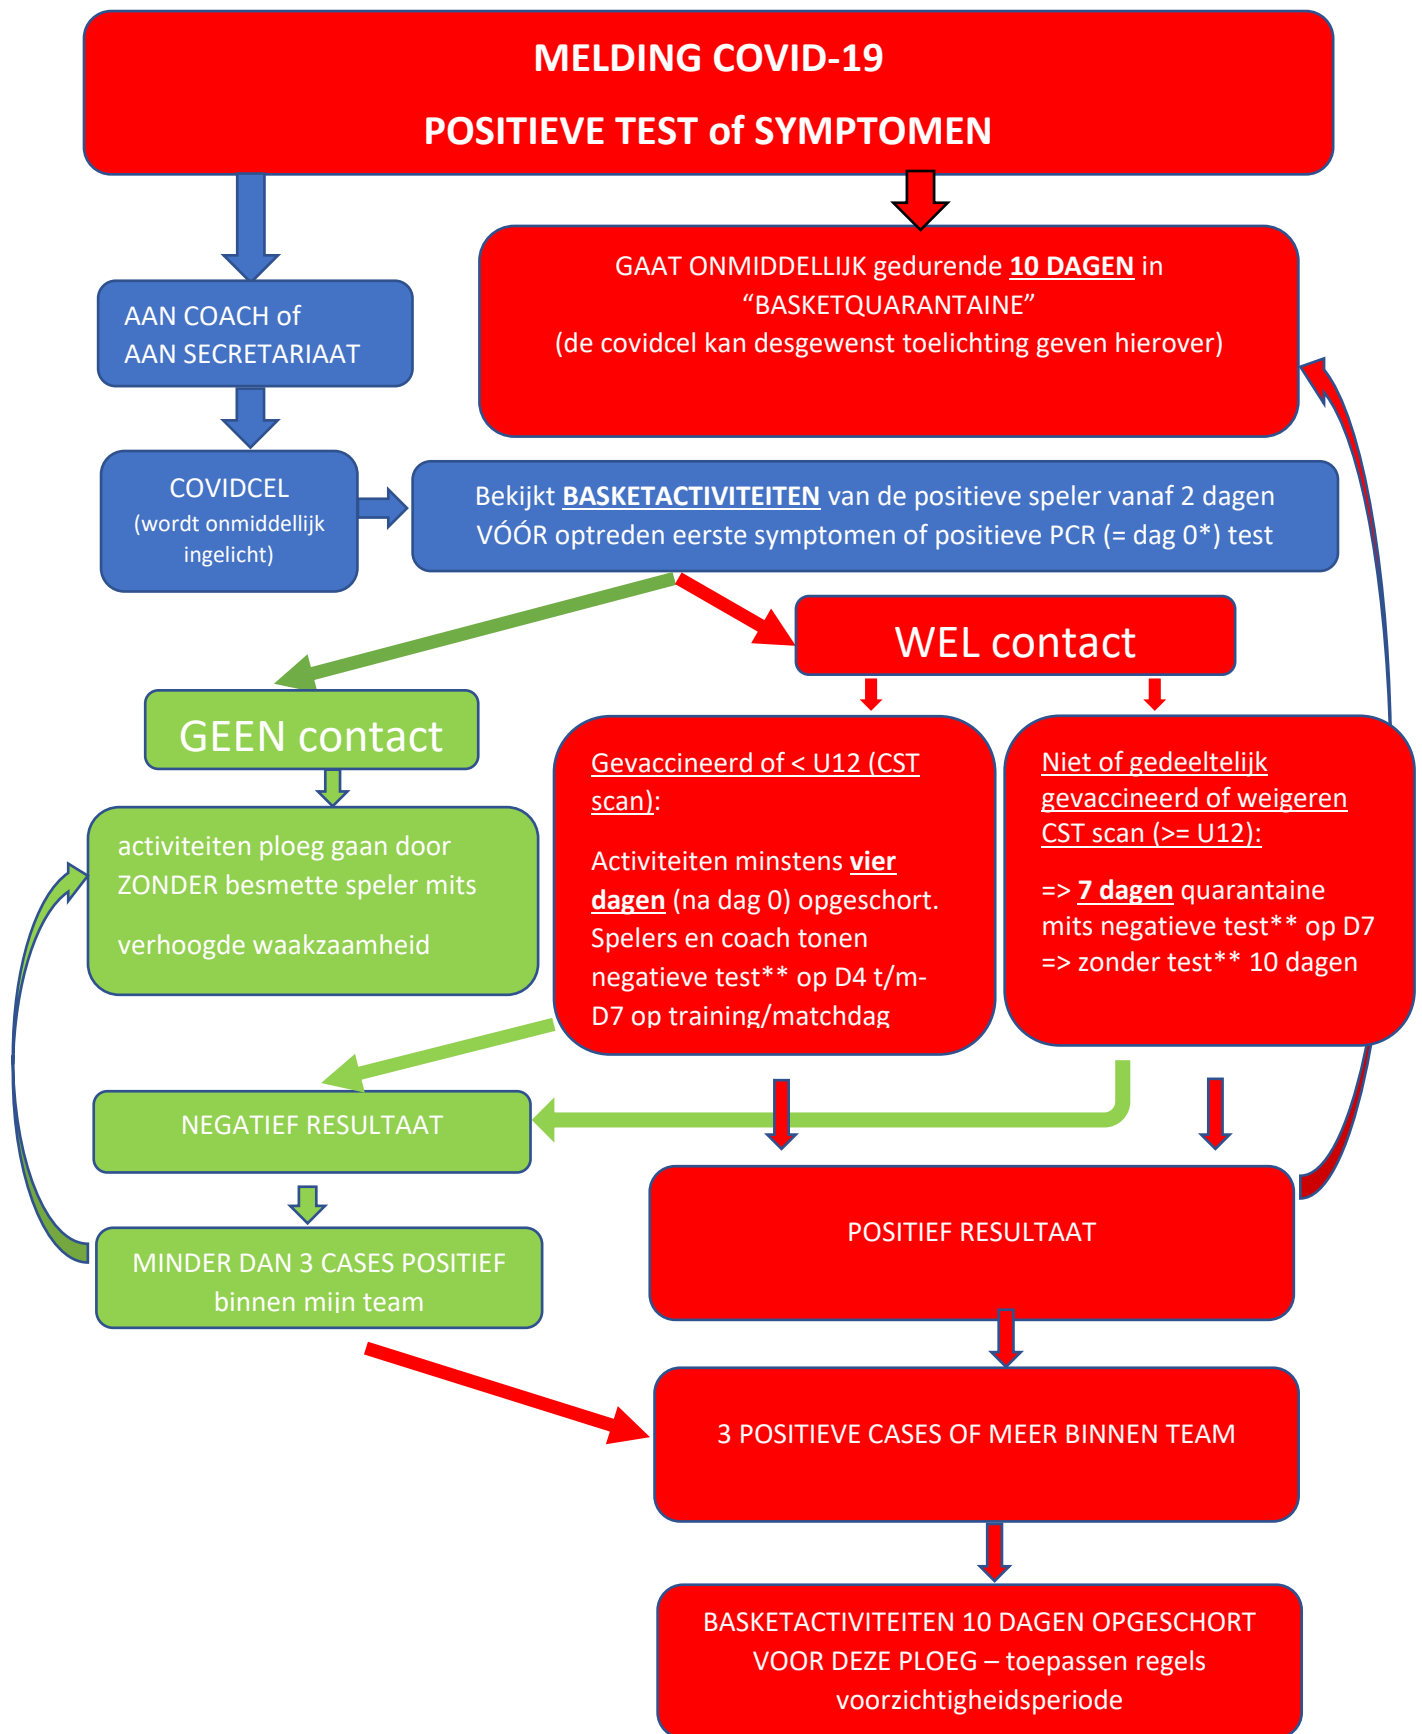 MELDING COVID-19
POSITIEVE TEST of SYMPTOMEN
GAAT ONMIDDELLIJK gedurende 10 DAGEN in
“BASKETQUARANTAINE”
(de covidcel kan desgewenst toelichting geven hierover)
AAN COACH of
AAN SECRETARIAAT
COVIDCEL
(wordt onmiddellijk
ingelicht)
Bekijkt BASKETACTIVITEITEN van de positieve speler vanaf 2 dagen
VÓÓR optreden eerste symptomen of positieve PCR (= dag 0*) test
WEL contact
GEEN contact
Gevaccineerd of < U12 (CST
scan):
Activiteiten minstens vier
dagen (na dag 0) opgeschort.
Spelers en coach tonen
negatieve test** op D4 t/m-
D7 op training/matchdag
Niet of gedeeltelijk
gevaccineerd of weigeren
CST scan (>= U12):
=> 7 dagen quarantaine
mits negatieve test** op D7
=> zonder test** 10 dagen
activiteiten ploeg gaan door
ZONDER besmette speler mits
verhoogde waakzaamheid
NEGATIEF RESULTAAT
POSITIEF RESULTAAT
MINDER DAN 3 CASES POSITIEF
binnen mijn team
3 POSITIEVE CASES OF MEER BINNEN TEAM
BASKETACTIVITEITEN 10 DAGEN OPGESCHORT
VOOR DEZE PLOEG – toepassen regels
voorzichtigheidsperiode